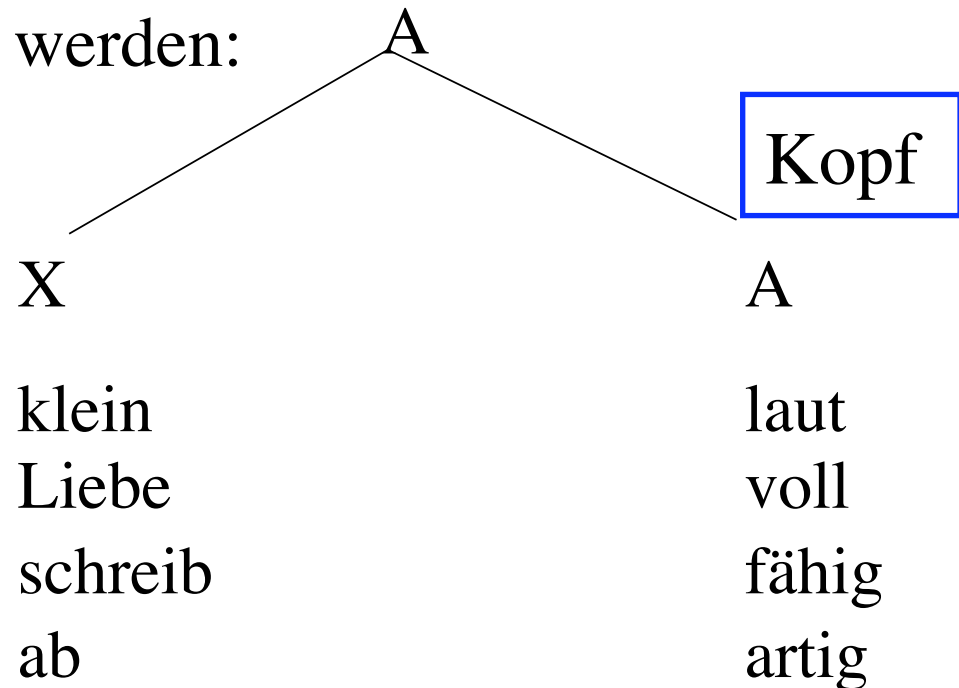 werden: A
Kopf
X A
klein laut
Liebe voll
schreib fähig
ab artig